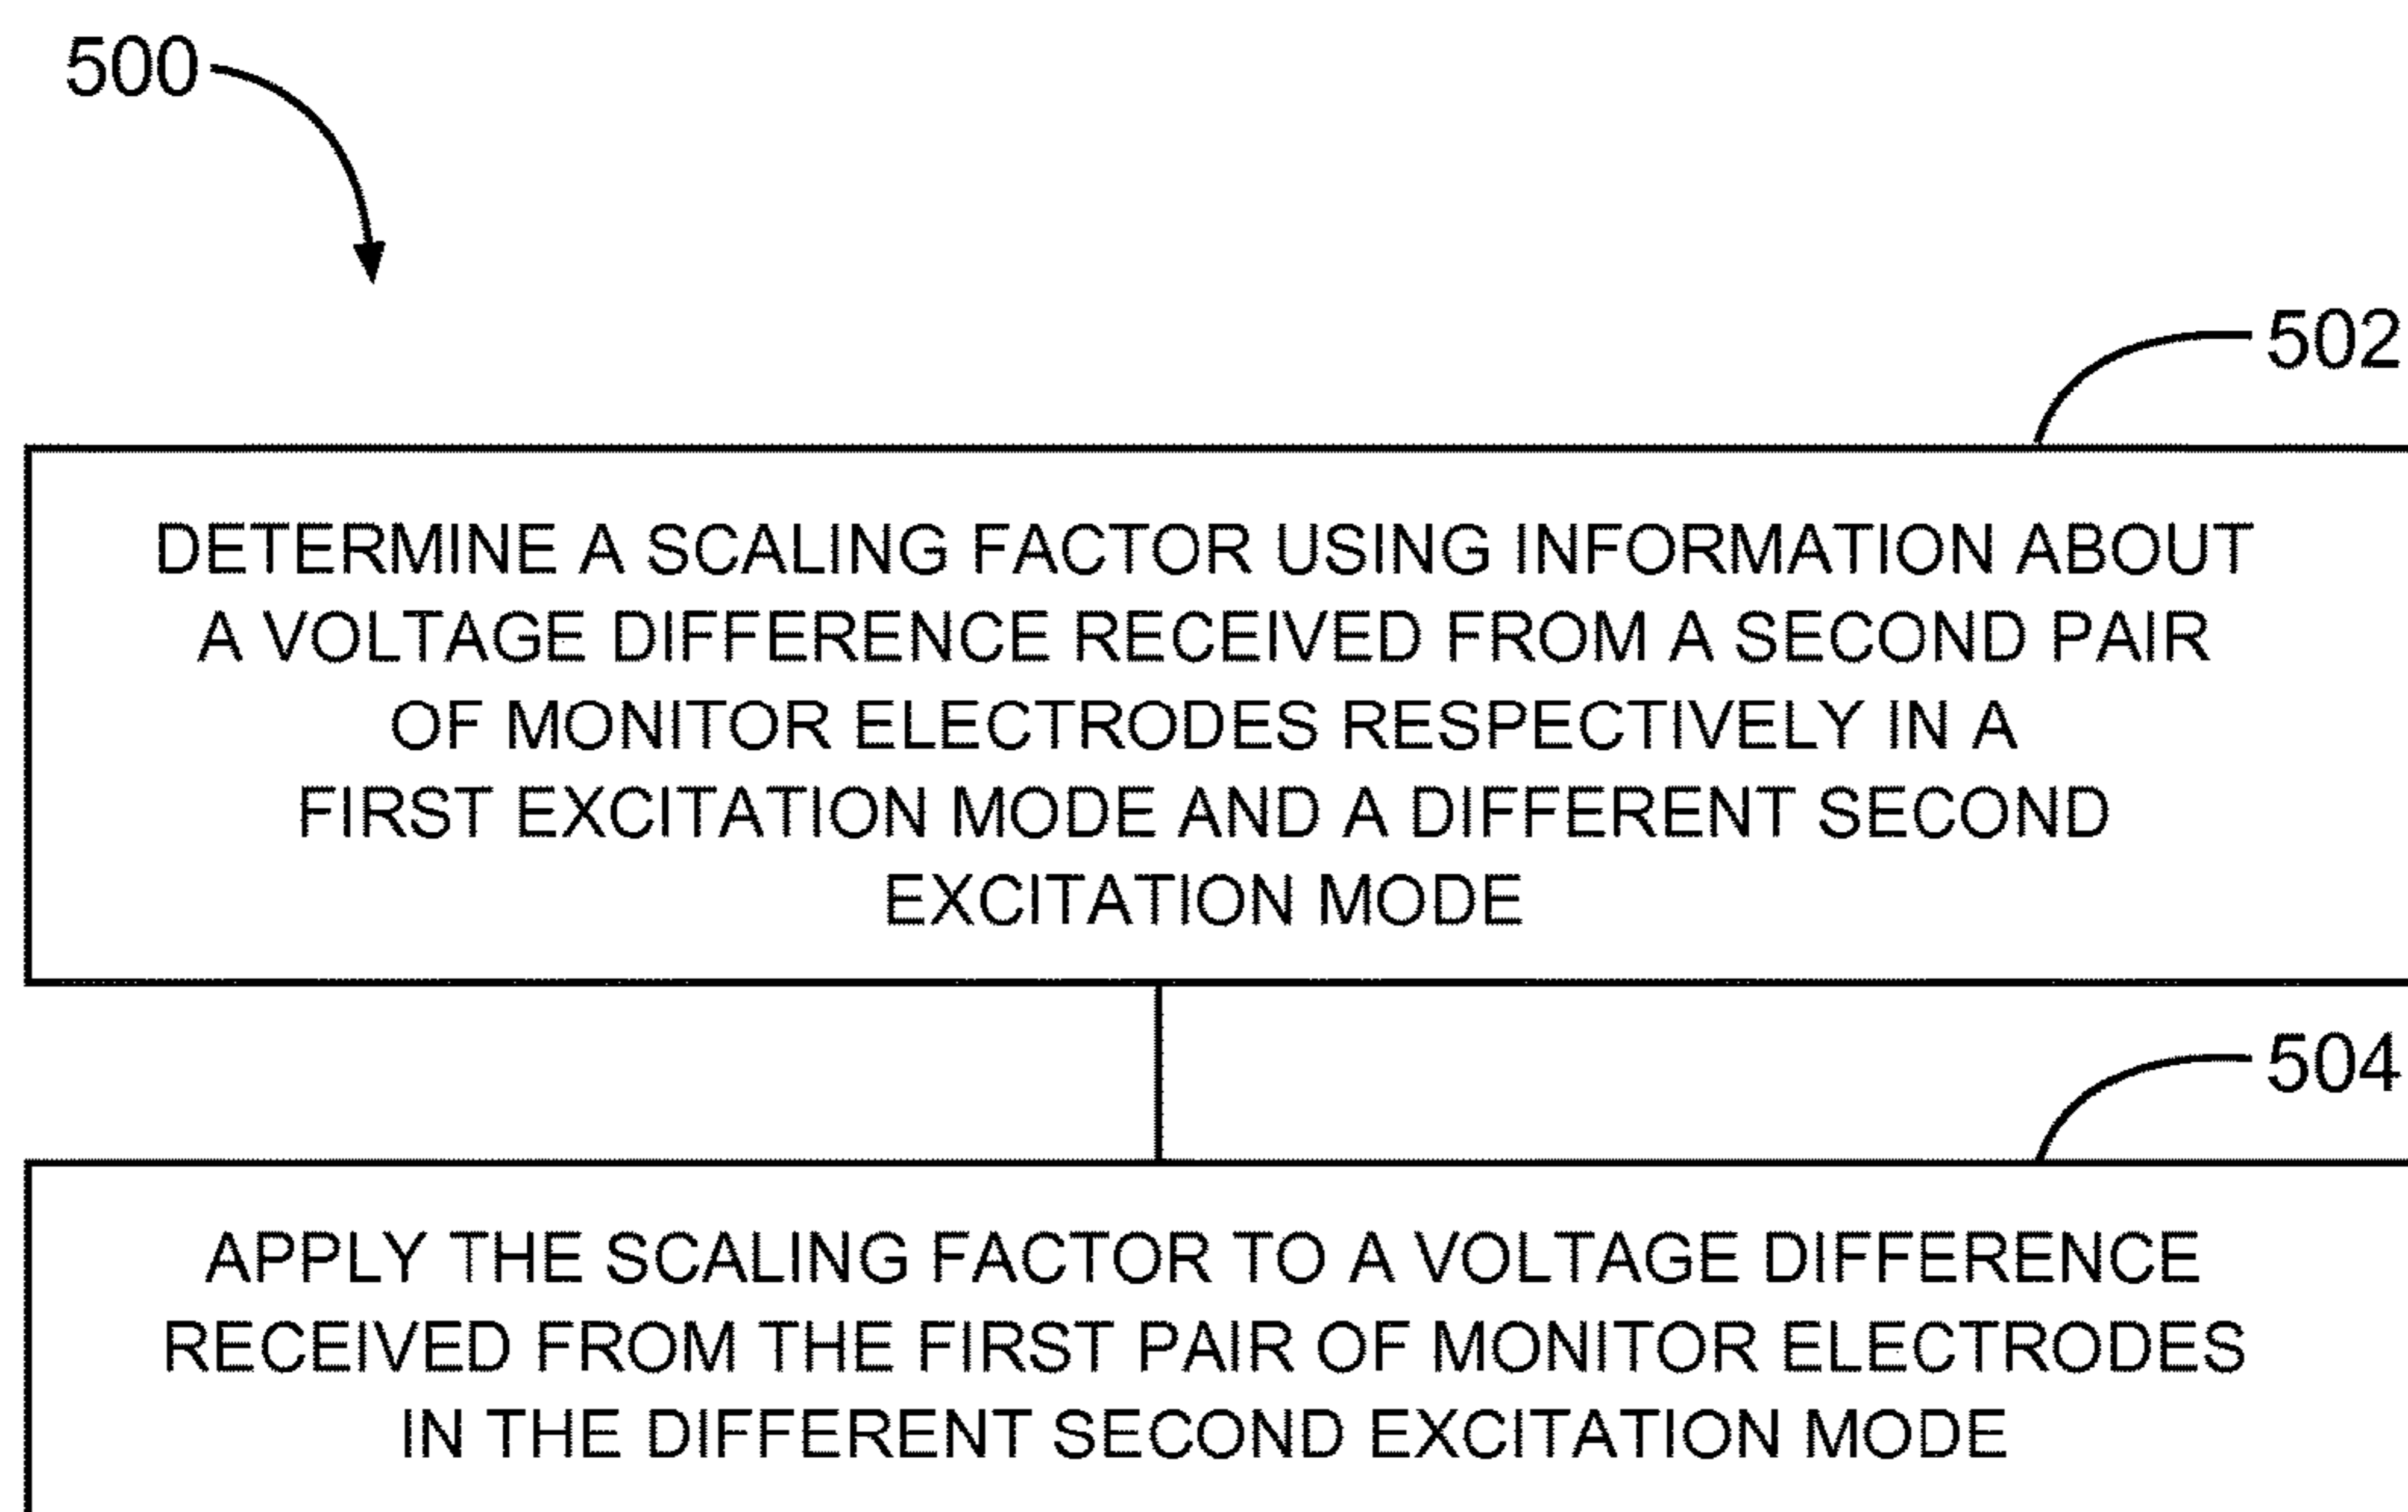 500
502
DETERMINE A SCALING FACTOR USING INFORMATION ABOUT
A VOLTAGE DIFFERENCE RECEIVED FROM A SECOND PAIR
OF MONITOR ELECTRODES RESPECTIVELY IN A
FIRST EXCITATION MODE AND A DIFFERENT SECOND
EXCITATION MODE
504
APPLY THE SCALING FACTOR TO A VOLTAGE DIFFERENCE
RECEIVED FROM THE FIRST PAIR OF MONITOR ELECTRODES
IN THE DIFFERENT SECOND EXCITATION MODE